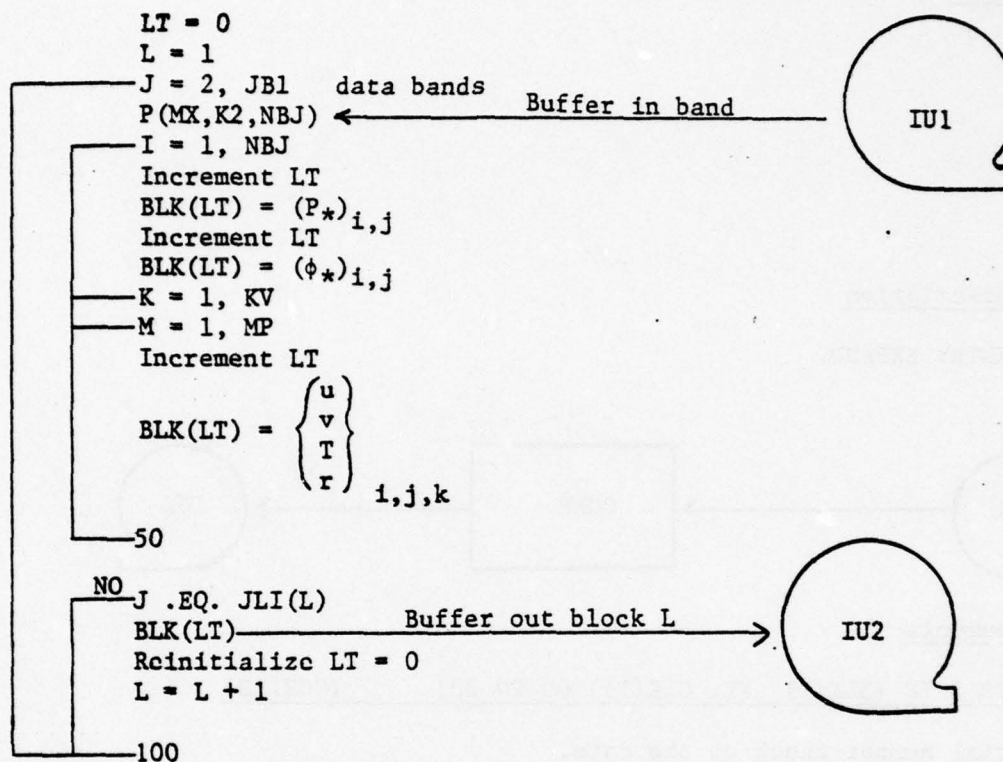 LT = 0
L = 1
J = 2, JB1 data bands
P(MX,K2,NBJ) Buffer in band IU1
I = 1, NBJ
Increment LT
BLK(LT) = (P*)i,j
Increment LT
BLK(LT) = (ϕ*)i,j
K = 1, KV
M = 1, MP
Increment LT
BLK(LT) = { u v T r } i,j,k
50
NO J .EQ. JLI(L)
BLK(LT) Buffer out block L IU2
Reinitialize LT = 0
L = L + 1
100